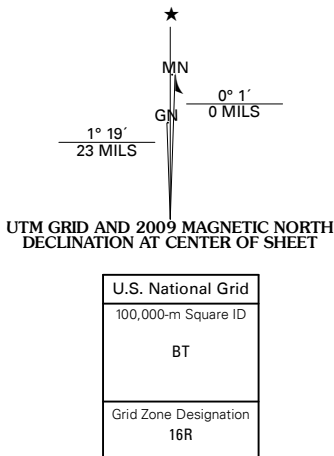 ★
MN
0° 1´
0 MILS
GN
1° 19´
23 MILS
UTM GRID AND 2009 MAGNETIC NORTH
DECLINATION AT CENTER OF SHEET
U.S. National Grid
100,000-m Square ID
BT
Grid Zone Designation
16R